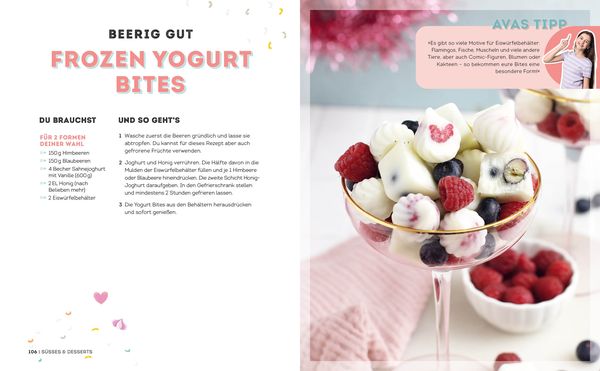 BEERIG GUT
FROZEN YOGURT
BITES
DU BRAUCHST
FÜR 2 FORMEN
DEINER WAHL
150 g Himbeeren
150 g Blaubeeren
4 Becher Sahnejoghurt
mit Vanille (600 g)
2 EL Honig (nach
Belieben mehr)
2 Eiswürfelbehälter
UND SO GEHT'S
1 Wasche zuerst die Beeren gründlich und lasse sie
abtropfen. Du kannst für dieses Rezept aber auch
gefrorene Früchte verwenden.
2 Joghurt und Honig verrühren. Die Hälfte davon in die
Mulden der Eiswürfelbehälter füllen und je 1 Himbeere
oder Blaubeere hineindrücken. Die zweite Schicht Honig-
Joghurt daraufgeben. In den Gefrierschrank stellen
und mindestens 2 Stunden gefrieren lassen.
3 Die Yogurt Bites aus den Behältern herausdrücken
und sofort genießen.
106 | SÜSSES & DESSERTS
AVAS TIPP
»Es gibt so viele Motive für Eiswürfelbehälter:
Flamingos, Fische, Muscheln und viele andere
Tiere, aber auch Comic-Figuren, Blumen oder
Kakteen – so bekommen eure Bites eine
besondere Form!«